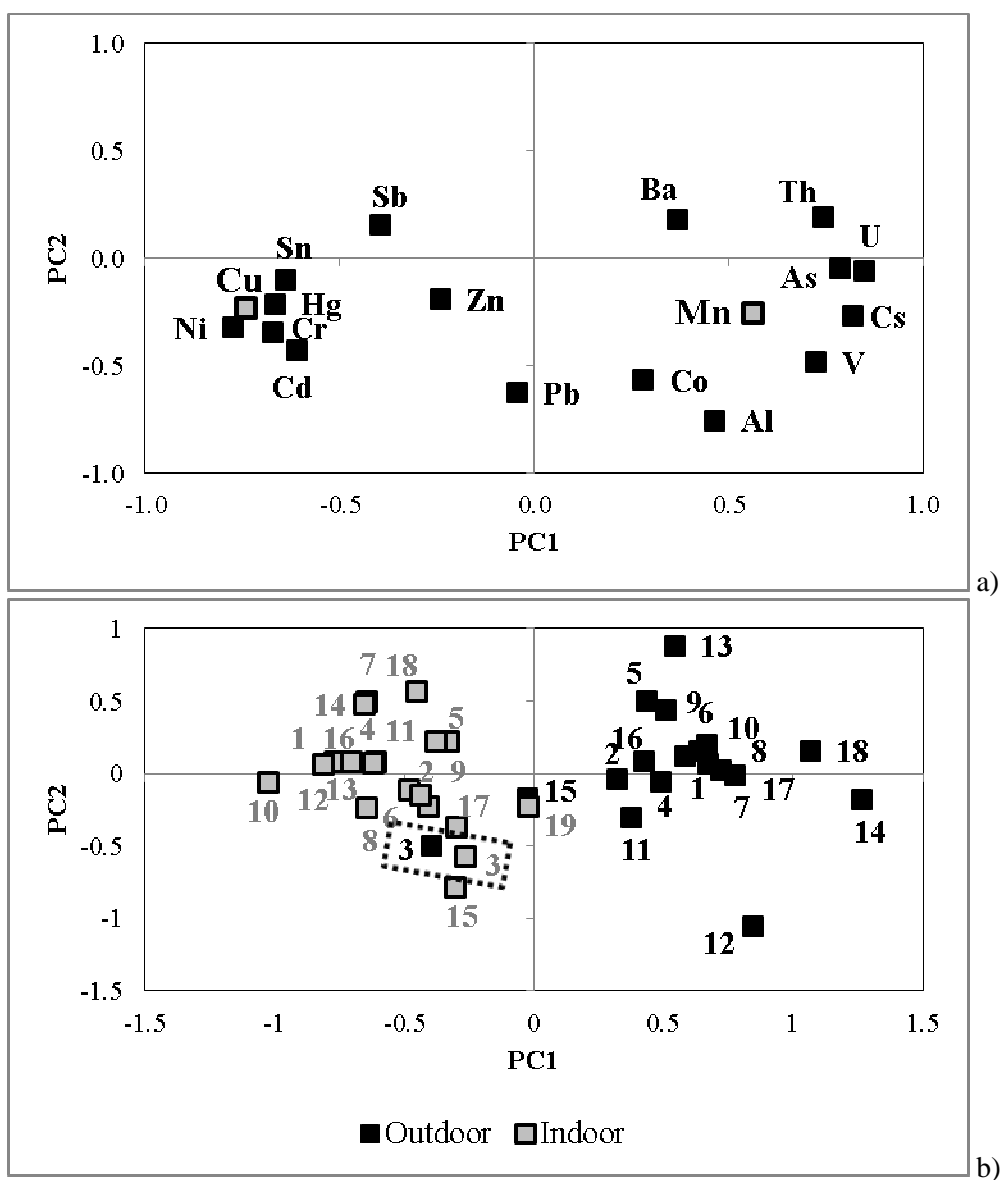 1.0
0.5
0.0
-0.5
-1.0
PC2
Sb
Sn
Cu
Hg
Ni
Cr
Cd
Zn
Pb
Ba
Th
U
As
Mn
Cs
V
Co
Al
-1.0 -0.5 0.0 0.5 1.0
PC1
a)
1
0.5
0
-0.5
-1
-1.5
PC2
7 18
14 4 11 5
1 16
2 9
12 13
10 8 6 17
15
19
3 3
15
13
5
9 6
10
16
2
8 18
4 1 7 17
14
11
12
-1.5 -1 -0.5 0 0.5 1 1.5
PC1
Outdoor Indoor
b)